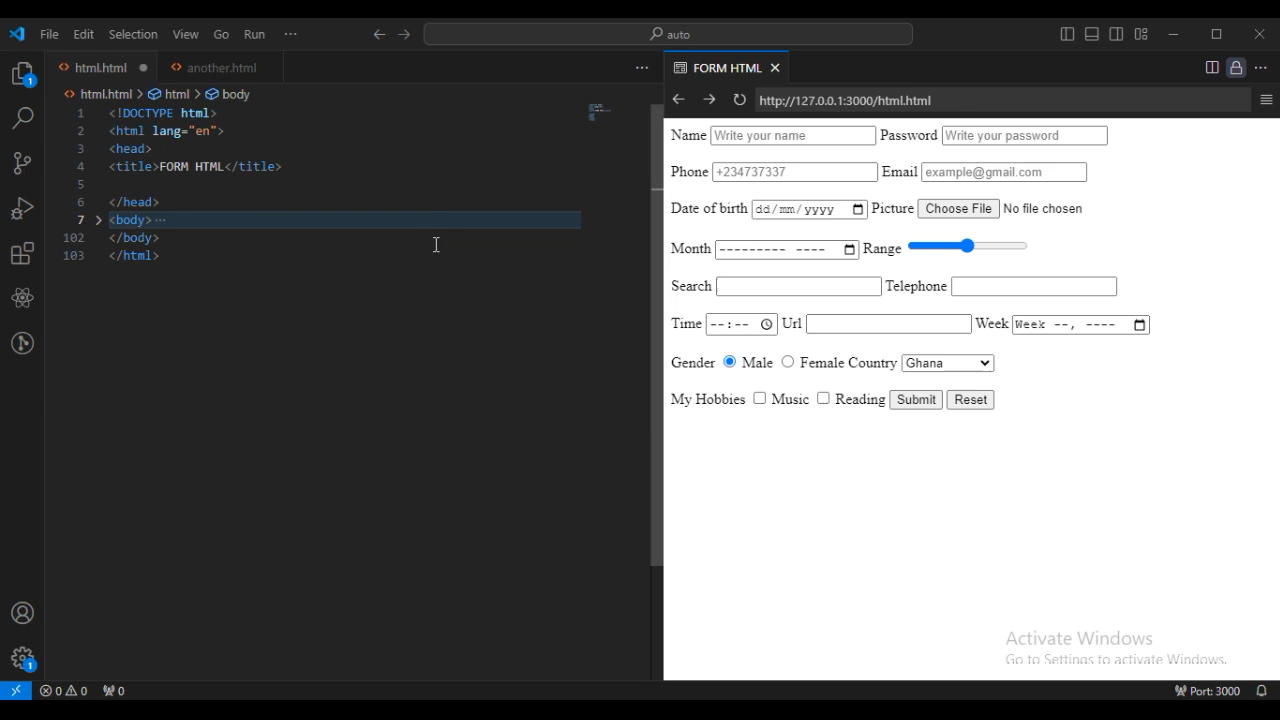 File Edit Selection View Go Run ··· auto
html.html another.html ···
html.html > html > body
1 <!DOCTYPE html>
2 <html lang="en">
3 <head>
4 <title>FORM HTML</title>
5
6 </head>
7 <body> ···
102 </body>
103 </html>
FORM HTML
http://127.0.0.1:3000/html.html
Name Write your name Password Write your password
Phone +234737337 Email example@gmail.com
Date of birth dd/mm/yyyy Picture Choose File No file chosen
Month --------- ---- Range
Search Telephone
Time --:-- Url Week Week --, ----
Gender Male Female Country Ghana
My Hobbies Music Reading Submit Reset
Activate Windows
Go to Settings to activate Windows.
1
1
0 0 0 Port: 3000